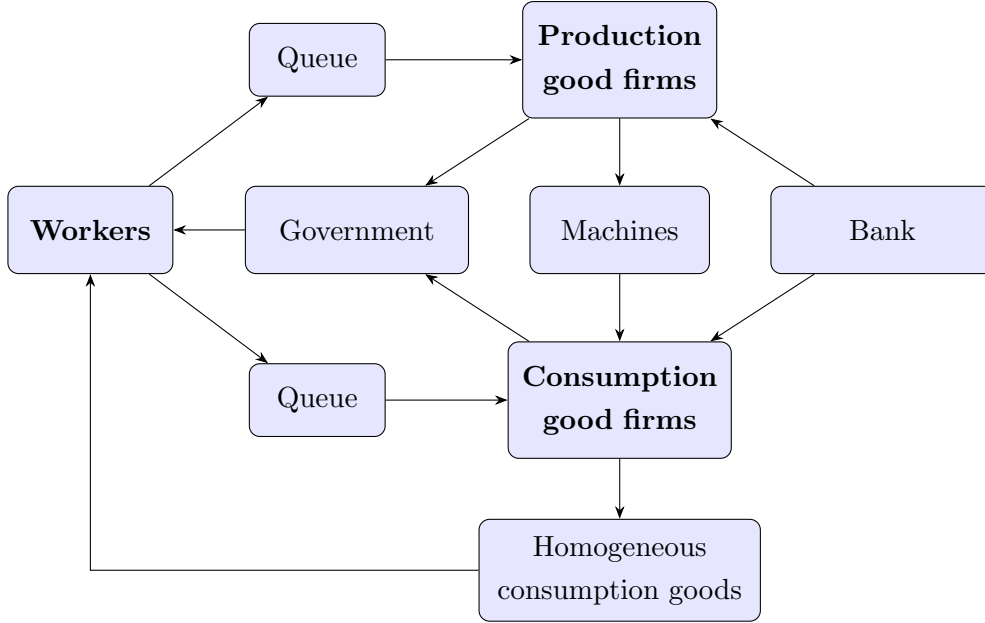 Queue
Production
good firms
Workers
Government
Machines
Bank
Queue
Consumption
good firms
Homogeneous
consumption goods